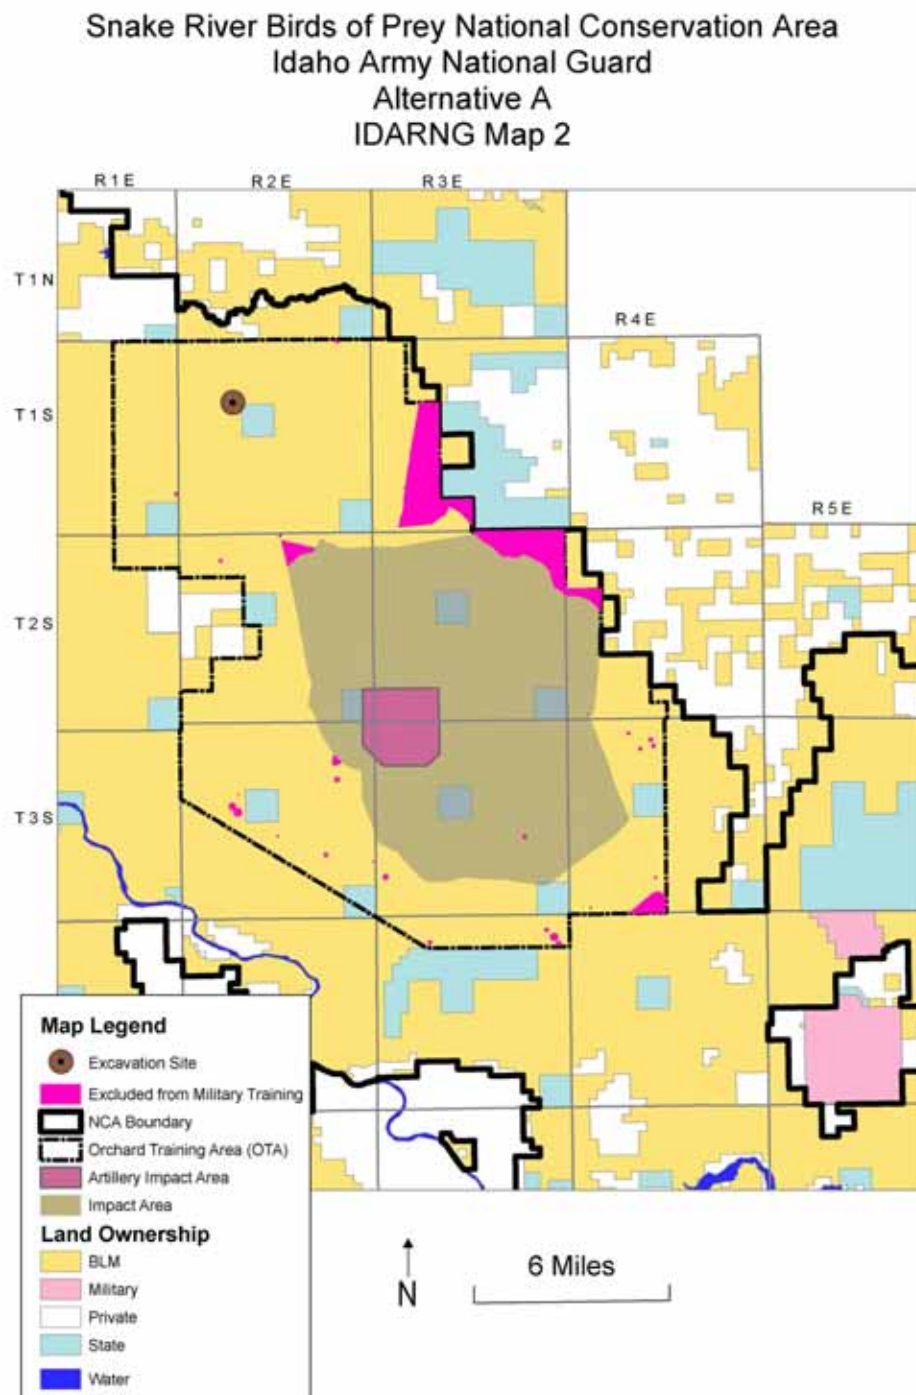 Snake River Birds of Prey National Conservation Area
Idaho Army National Guard
Alternative A
IDARNG Map 2
R1E
R2E
R3E
T1N
R4E
T1S
R5E
T2S
T3S
Map Legend
Excavation Site
Excluded from Military Training
NCA Boundary
Orchard Training Area (OTA)
Artillery Impact Area
Impact Area
Land Ownership
BLM
Military
Private
State
Water
N
6 Miles